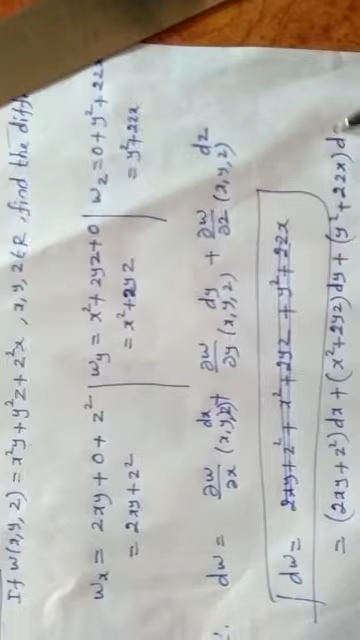 If w(x,y,z) = x²y+y²z+z²x, x,y,z∈R, find the diff
wx = 2xy+0+z² | wy = x²+2yz+0 | wz = 0+y²+2zx
= 2xy+z² | = x²+2yz | = y²+2zx
dw = ∂w/∂x (x,y,z) dx + ∂w/∂y (x,y,z) dy + ∂w/∂z (x,y,z) dz
dw = 2xy+z²+x²+2yz+y²+2zx
= (2xy+z²)dx+(x²+2yz)dy+(y²+2zx)d